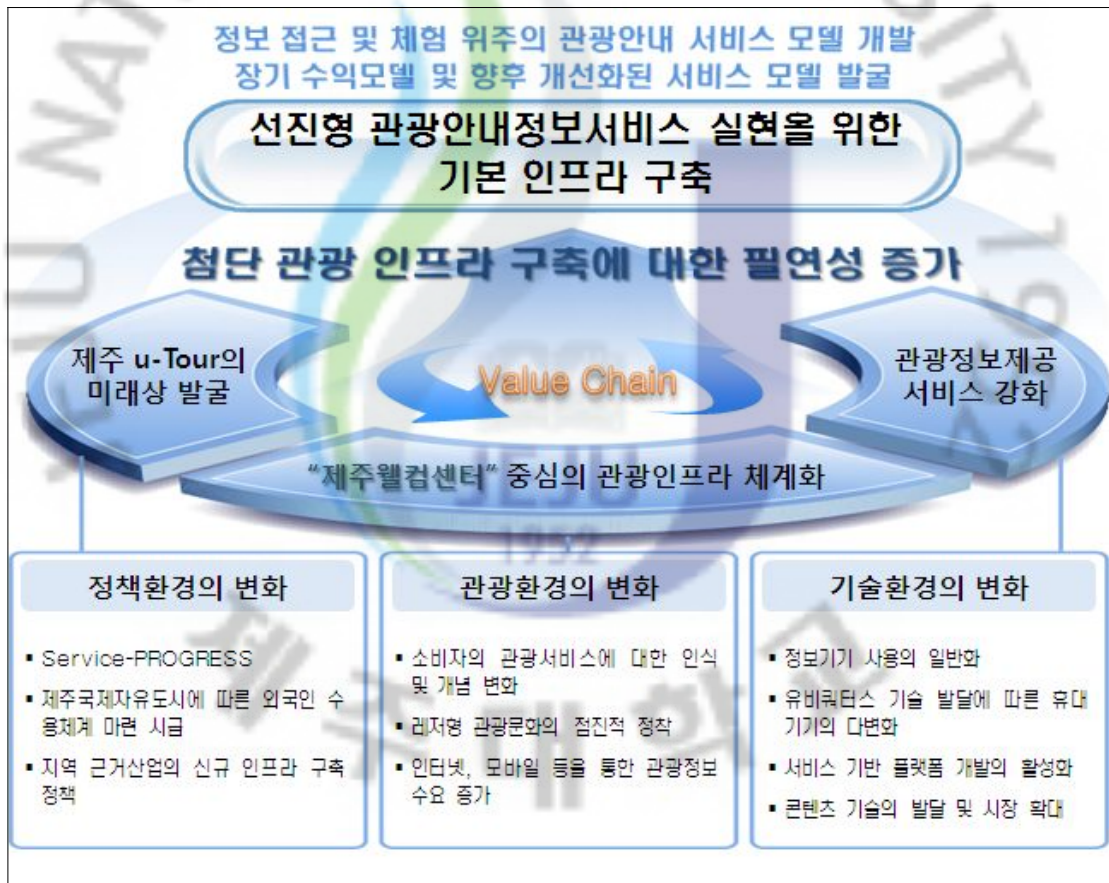 정보 접근 및 체험 위주의 관광안내 서비스 모델 개발
장기 수익모델 및 향후 개선화된 서비스 모델 발굴
선진형 관광안내정보서비스 실현을 위한
기본 인프라 구축
첨단 관광 인프라 구축에 대한 필연성 증가
제주 u-Tour의
미래상 발굴
Value Chain
관광정보제공
서비스 강화
“제주웰컴센터” 중심의 관광인프라 체계화
정책환경의 변화
▪ Service-PROGRESS
▪ 제주국제자유도시에 따른 외국인 수
용체계 마련 시급
▪ 지역 근거산업의 신규 인프라 구축
정책
관광환경의 변화
▪ 소비자의 관광서비스에 대한 인식
및 개념 변화
▪ 레저형 관광문화의 점진적 정착
▪ 인터넷, 모바일 등을 통한 관광정보
수요 증가
기술환경의 변화
▪ 정보기기 사용의 일반화
▪ 유비쿼터스 기술 발달에 따른 휴대
기기의 다변화
▪ 서비스 기반 플랫폼 개발의 활성화
▪ 콘텐츠 기술의 발달 및 시장 확대
JEJU
1952
제주대학교